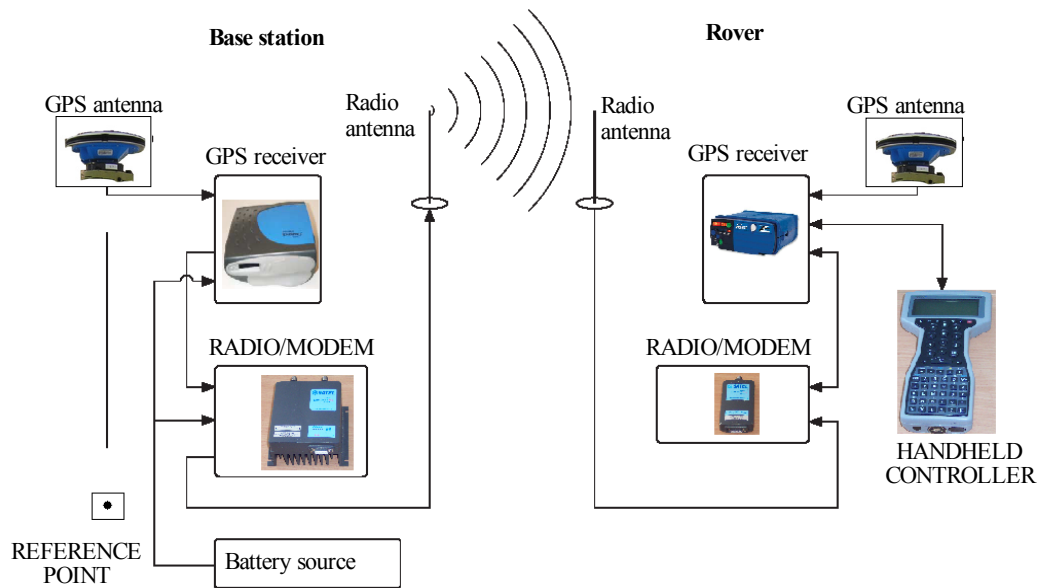 Base station
Rover
GPS antenna
Radio
antenna
Radio
antenna
GPS antenna
GPS receiver
GPS receiver
RADIO/MODEM
RADIO/MODEM
HANDHELD
CONTROLLER
REFERENCE
POINT
Battery source